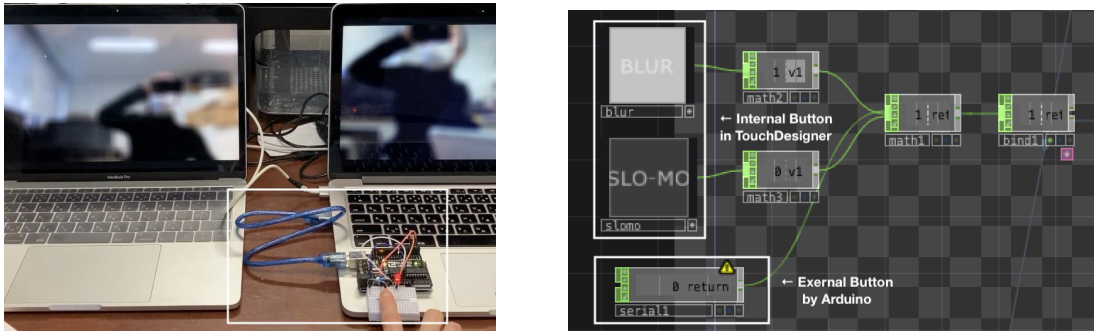 MacBook Pro
BLUR
blur
1 v1
math2
← Internal Button
in TouchDesigner
1 ret
math1
1 ret
bind1
SLO-MO
slomo
0 v1
math3
0 return
serial1
← Exernal Button
by Arduino